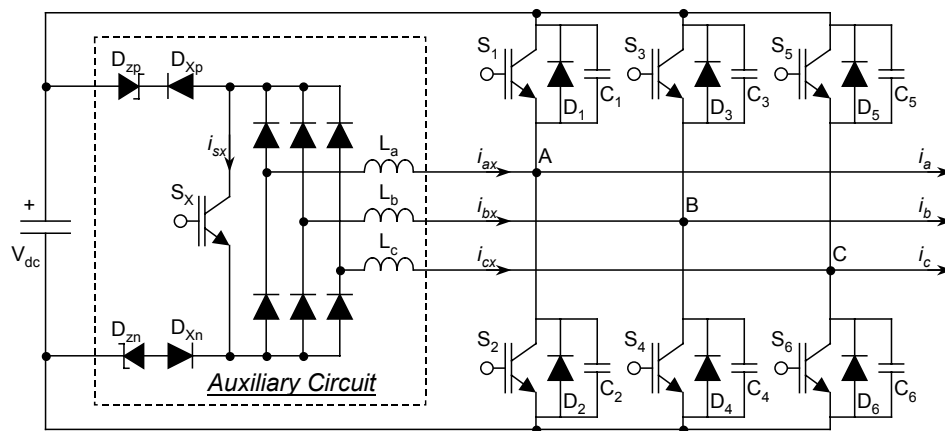 S1
S3
S5
Dzp
DXp
D1
C1
D3
C3
D5
C5
isx
La
iax
A
ia
SX
Lb
ibx
B
ib
+
Vdc
Lc
icx
C
ic
Dzn
DXn
S2
S4
S6
Auxiliary Circuit
D2
C2
D4
C4
D6
C6